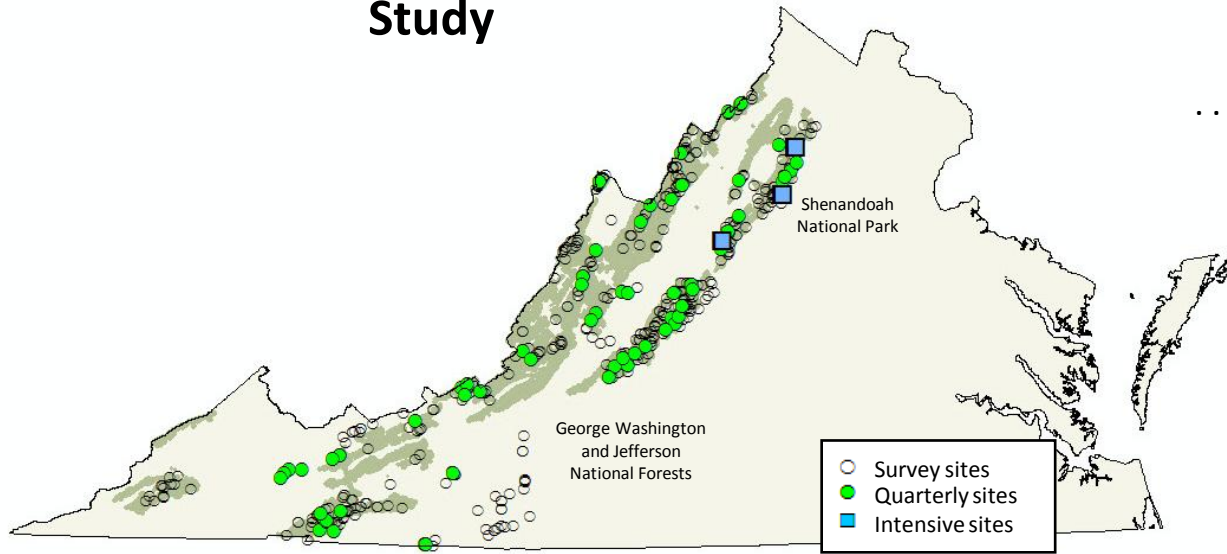 Study
. .
Shenandoah
National Park
George Washington
and Jefferson
National Forests
Survey sites
Quarterly sites
Intensive sites